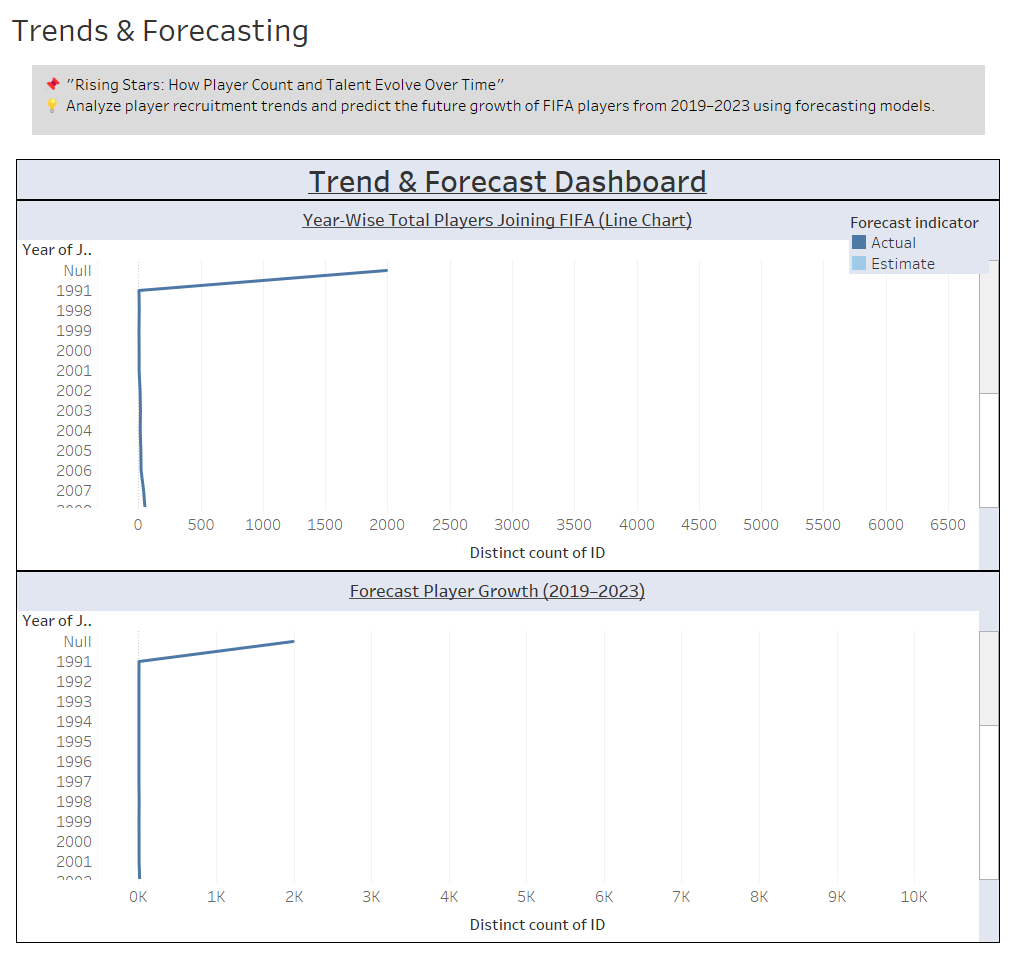 Trends & Forecasting
📌 "Rising Stars: How Player Count and Talent Evolve Over Time"
💡 Analyze player recruitment trends and predict the future growth of FIFA players from 2019–2023 using forecasting models.
Trend & Forecast Dashboard
Year-Wise Total Players Joining FIFA (Line Chart)
Forecast indicator
Actual
Estimate
Year of J..
Null
1991
1998
1999
2000
2001
2002
2003
2004
2005
2006
2007
0 500 1000 1500 2000 2500 3000 3500 4000 4500 5000 5500 6000 6500
Distinct count of ID
Forecast Player Growth (2019–2023)
Year of J..
Null
1991
1992
1993
1994
1995
1996
1997
1998
1999
2000
2001
0K 1K 2K 3K 4K 5K 6K 7K 8K 9K 10K
Distinct count of ID